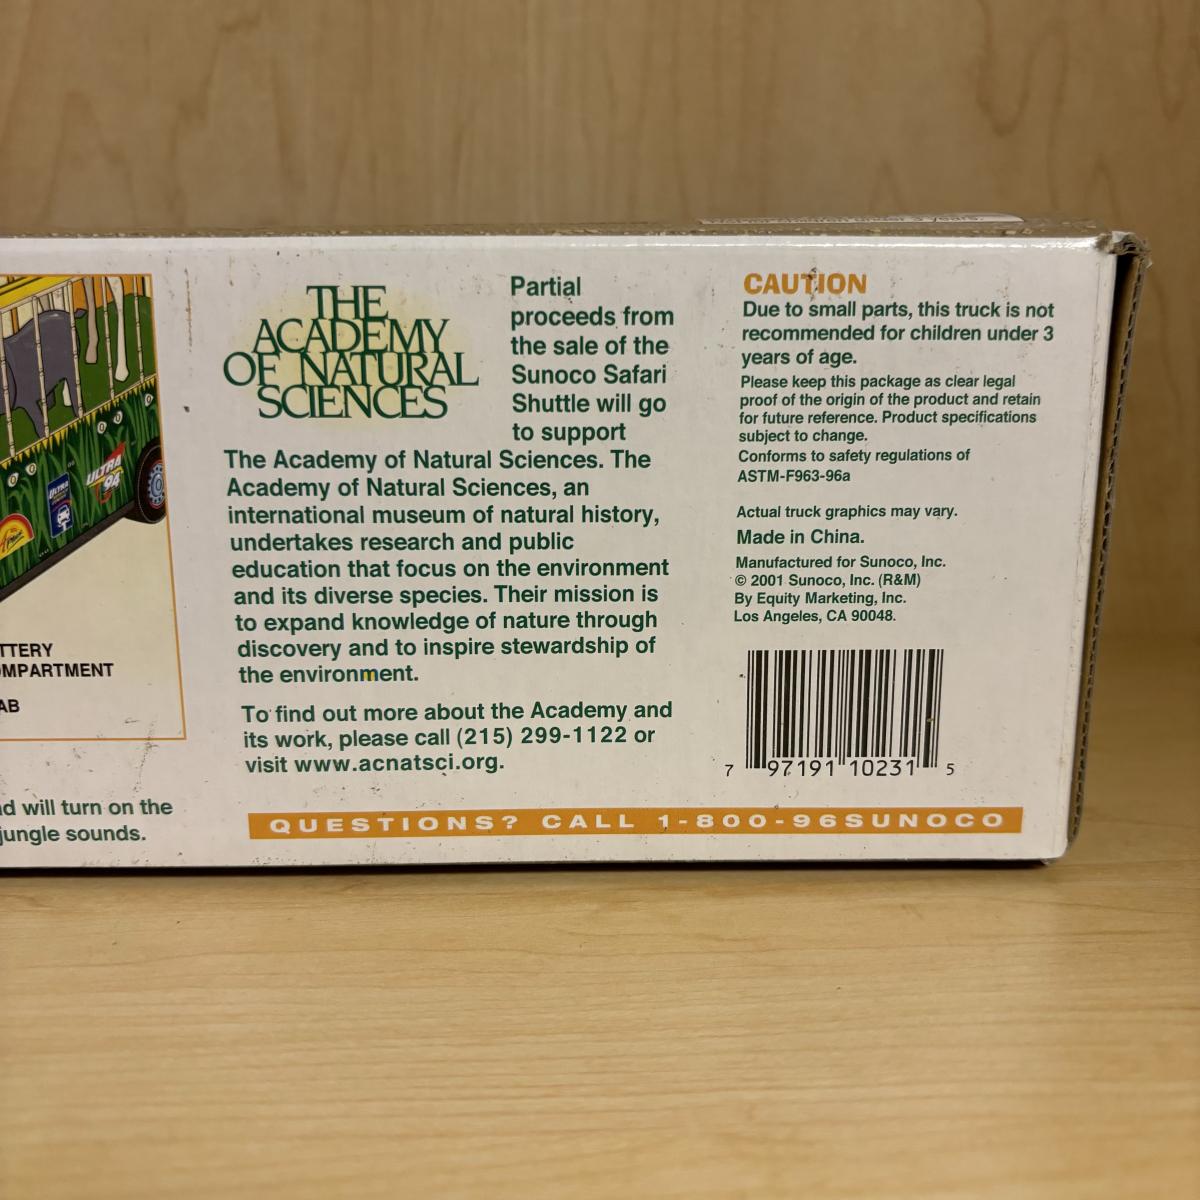 THE
ACADEMY
OF NATURAL
SCIENCES
Partial
proceeds from
the sale of the
Sunoco Safari
Shuttle will go
to support
The Academy of Natural Sciences. The
Academy of Natural Sciences, an
international museum of natural history,
undertakes research and public
education that focus on the environment
and its diverse species. Their mission is
to expand knowledge of nature through
discovery and to inspire stewardship of
the environment.
To find out more about the Academy and
its work, please call (215) 299-1122 or
visit www.acnatsci.org.
CAUTION
Due to small parts, this truck is not
recommended for children under 3
years of age.
Please keep this package as clear legal
proof of the origin of the product and retain
for future reference. Product specifications
subject to change.
Conforms to safety regulations of
ASTM-F963-96a
Actual truck graphics may vary.
Made in China.
Manufactured for Sunoco, Inc.
© 2001 Sunoco, Inc. (R&M)
By Equity Marketing, Inc.
Los Angeles, CA 90048.
7 97191 10231 5
QUESTIONS? CALL 1-800-96SUNOCO
ULTRA
94
ULTRA
TTERY
OMPARTMENT
AB
d will turn on the
jungle sounds.